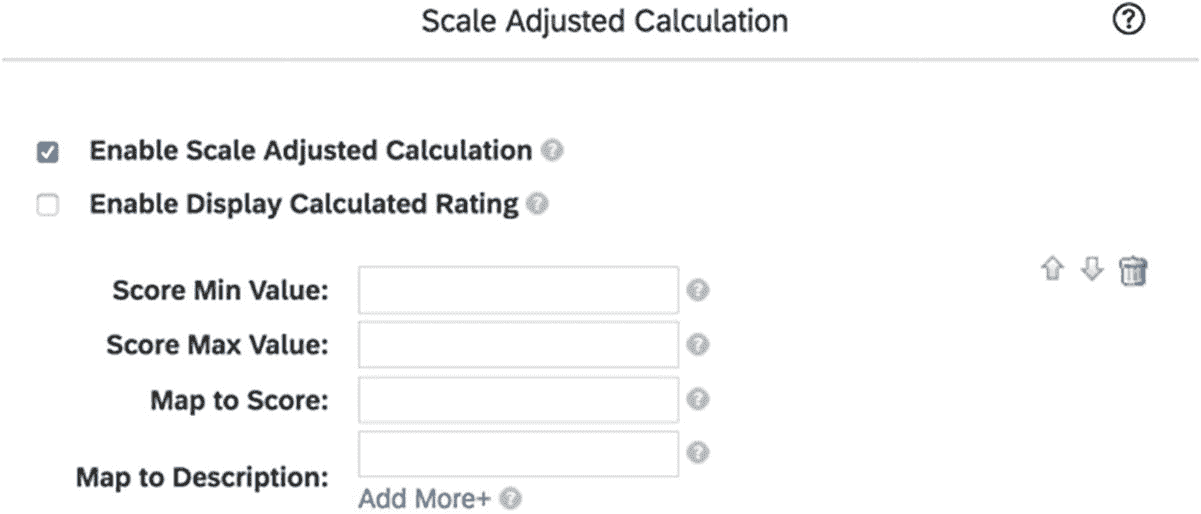 Scale Adjusted Calculation ?
Enable Scale Adjusted Calculation ?
Enable Display Calculated Rating ?
Score Min Value: ?
Score Max Value: ?
Map to Score: ?
Map to Description: ?
Add More+ ?